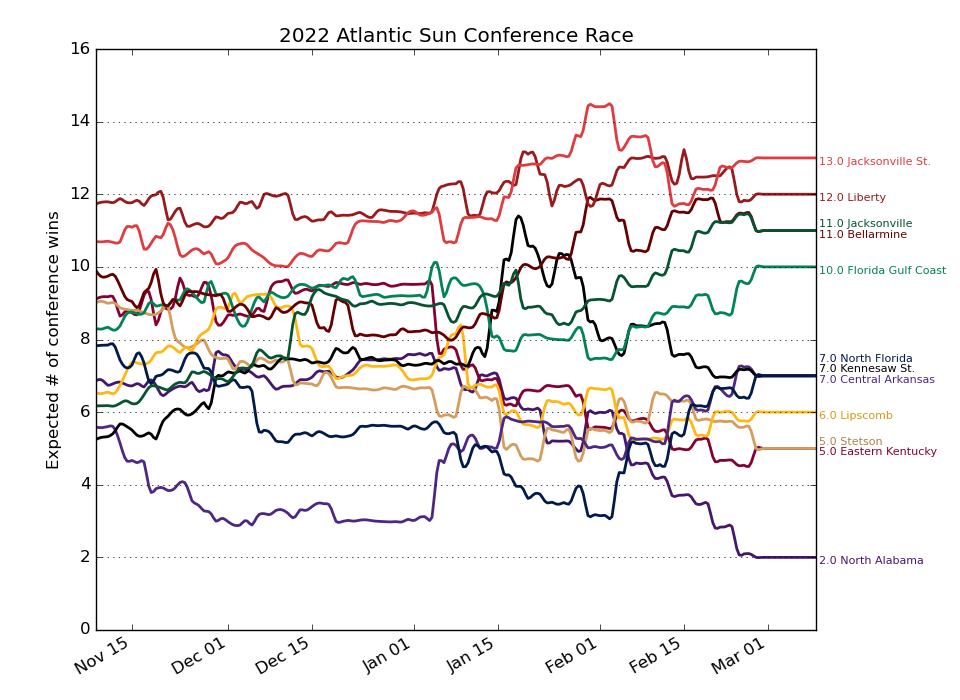 2022 Atlantic Sun Conference Race
Expected # of conference wins
16
14
12
10
8
6
4
2
0
13.0 Jacksonville St.
12.0 Liberty
11.0 Jacksonville
11.0 Bellarmine
10.0 Florida Gulf Coast
7.0 North Florida
7.0 Kennesaw St.
7.0 Central Arkansas
6.0 Lipscomb
5.0 Stetson
5.0 Eastern Kentucky
2.0 North Alabama
Nov 15
Dec 01
Dec 15
Jan 01
Jan 15
Feb 01
Feb 15
Mar 01